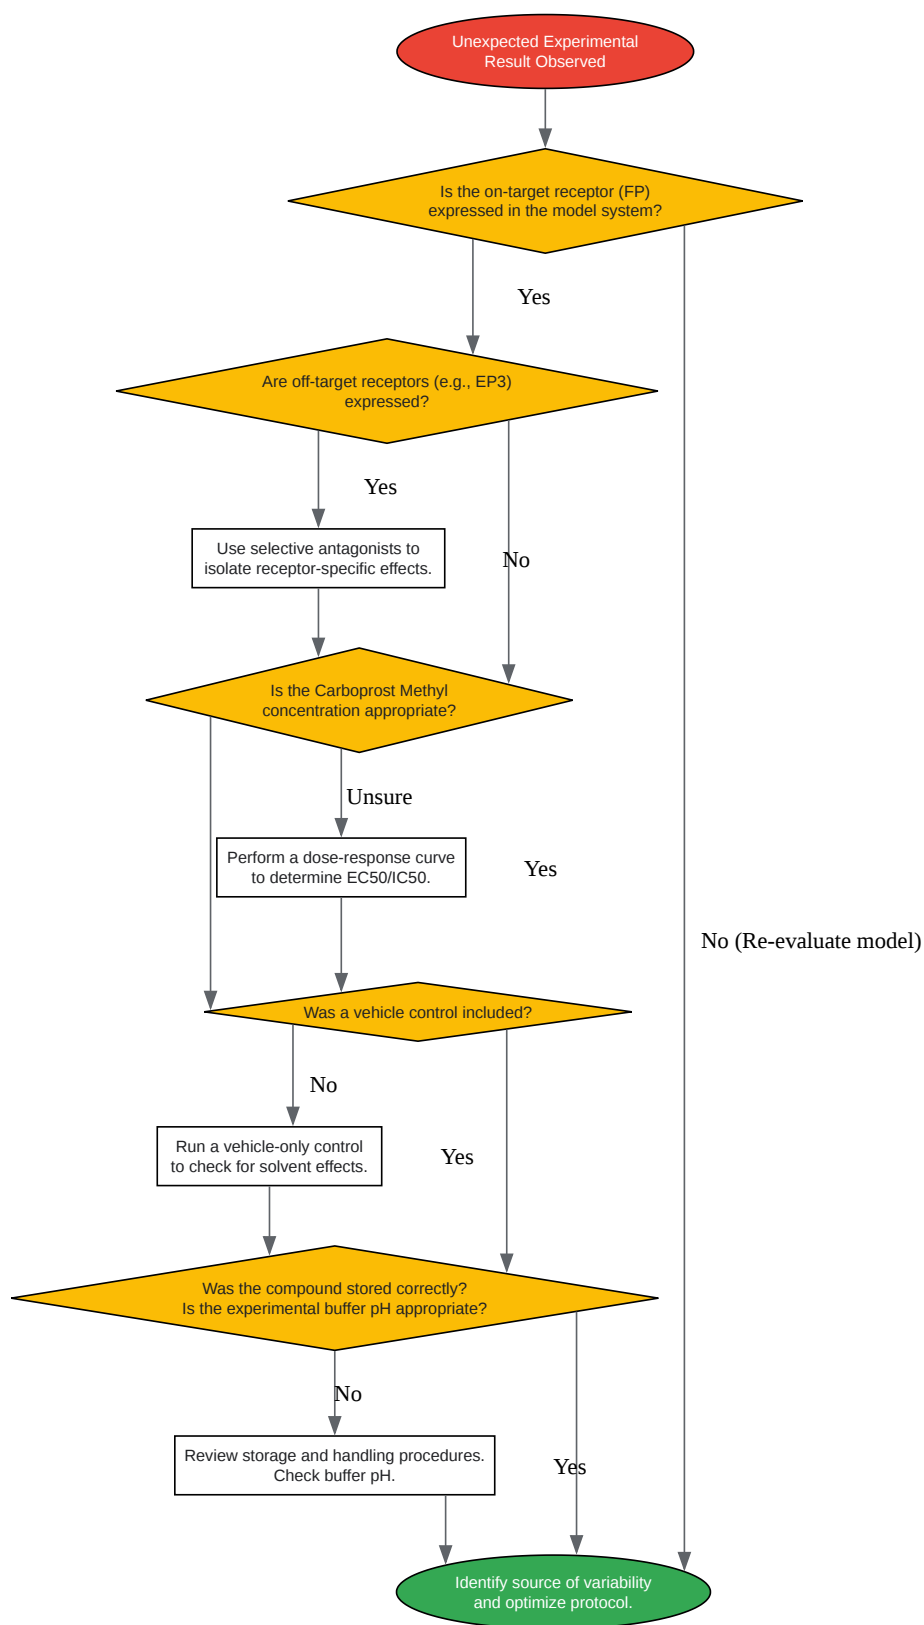 Unexpected Experimental
Result Observed
Is the on-target receptor (FP)
expressed in the model system?
Yes
Are off-target receptors (e.g., EP3)
expressed?
Yes
Use selective antagonists to
isolate receptor-specific effects.
No
Is the Carboprost Methyl
concentration appropriate?
Unsure
Perform a dose-response curve
to determine EC50/IC50.
Yes
No (Re-evaluate model)
Was a vehicle control included?
No
Run a vehicle-only control
to check for solvent effects.
Yes
Was the compound stored correctly?
Is the experimental buffer pH appropriate?
No
Review storage and handling procedures.
Check buffer pH.
Yes
Identify source of variability
and optimize protocol.